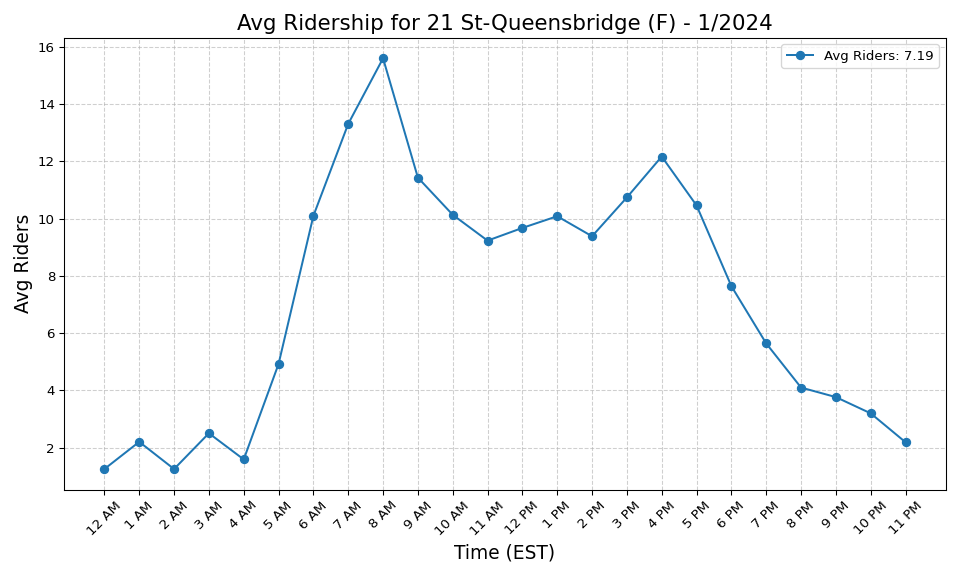 Avg Ridership for 21 St-Queensbridge (F) - 1/2024
Avg Riders: 7.19
Avg Riders
16
14
12
10
8
6
4
2
12 AM
1 AM
2 AM
3 AM
4 AM
5 AM
6 AM
7 AM
8 AM
9 AM
10 AM
11 AM
12 PM
1 PM
2 PM
3 PM
4 PM
5 PM
6 PM
7 PM
8 PM
9 PM
10 PM
11 PM
Time (EST)